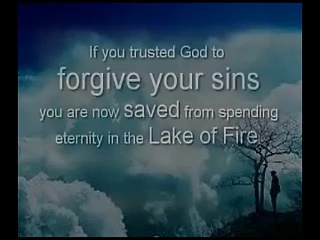 If you trusted God to
forgive your sins
you are now saved from spending
eternity in the Lake of Fire.